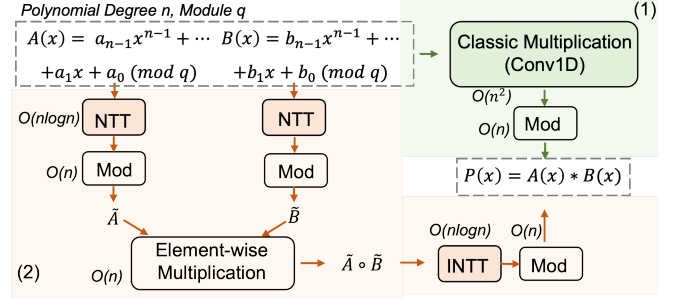 Polynomial Degree n, Module q
(1)
A(x) = a_{n-1}x^{n-1} + ⋯ B(x) = b_{n-1}x^{n-1} + ⋯
+a_1x + a_0 (mod q) +b_1x + b_0 (mod q)
Classic Multiplication
(Conv1D)
O(n^2)
O(n)
Mod
P(x) = A(x) * B(x)
O(nlogn)
NTT
NTT
O(n)
Mod
Mod
Ã
B̃
(2)
O(n)
Element-wise
Multiplication
Ã ∘ B̃
O(nlogn)
O(n)
INTT
Mod